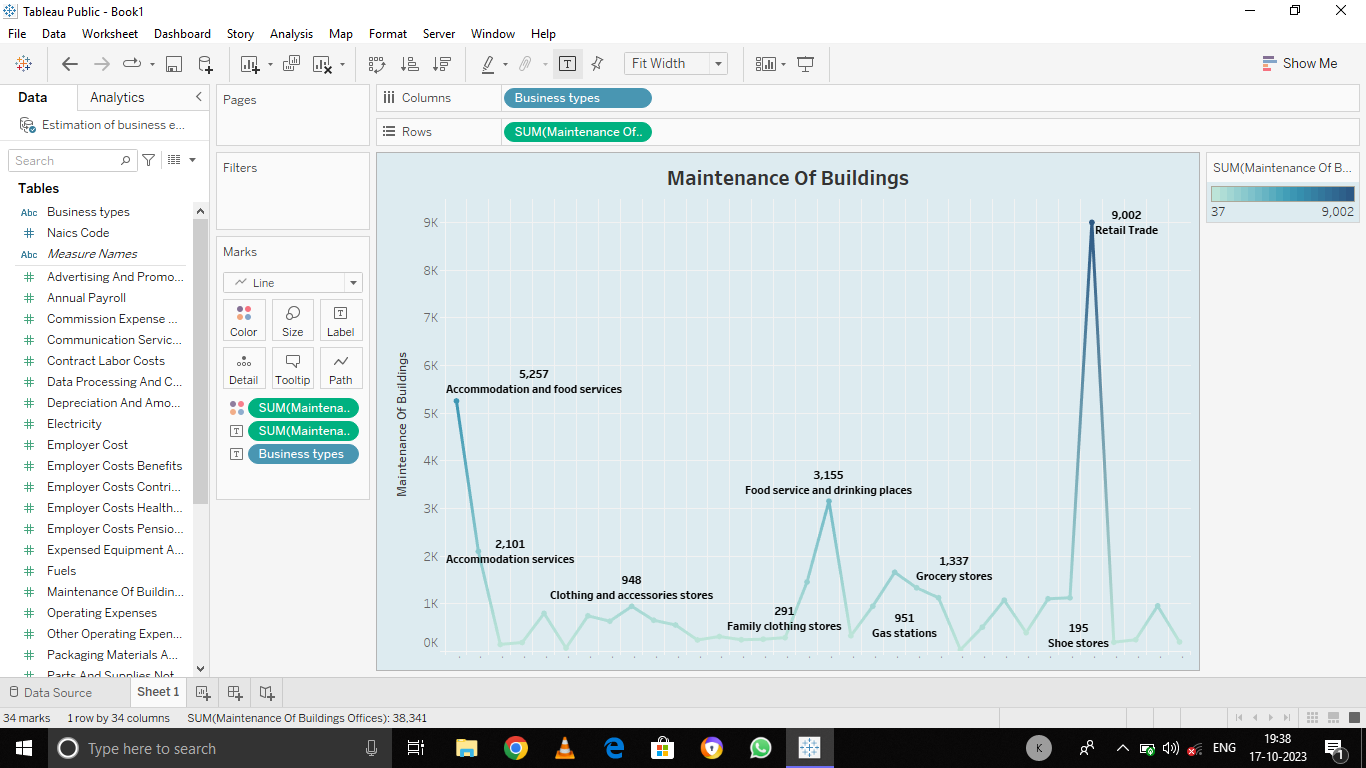 Tableau Public - Book1
File Data Worksheet Dashboard Story Analysis Map Format Server Window Help
Fit Width
Show Me
Data Analytics
Estimation of business e...
Search
Tables
Abc Business types
# Naics Code
Abc Measure Names
# Advertising And Promo...
# Annual Payroll
# Commission Expense ...
# Communication Servic...
# Contract Labor Costs
# Data Processing And C...
# Depreciation And Amo...
# Electricity
# Employer Cost
# Employer Costs Benefits
# Employer Costs Contri...
# Employer Costs Health...
# Employer Costs Pensio...
# Expensed Equipment A...
# Fuels
# Maintenance Of Buildin...
# Operating Expenses
# Other Operating Expen...
# Packaging Materials A...
# Parts And Supplies Not
Pages
Filters
Marks
Line
Color Size Label
Detail Tooltip Path
SUM(Maintena..
SUM(Maintena..
Business types
Columns Business types
Rows SUM(Maintenance Of..
Maintenance Of Buildings
Maintenance Of Buildings
9K
8K
7K
6K
5K
4K
3K
2K
1K
0K
5,257
Accommodation and food services
2,101
Accommodation services
948
Clothing and accessories stores
291
Family clothing stores
3,155
Food service and drinking places
951
Gas stations
1,337
Grocery stores
195
Shoe stores
9,002
Retail Trade
SUM(Maintenance Of B...
37 9,002
Data Source Sheet 1
34 marks 1 row by 34 columns SUM(Maintenance Of Buildings Offices): 38,341
Type here to search
K
ENG
19:38
17-10-2023
1